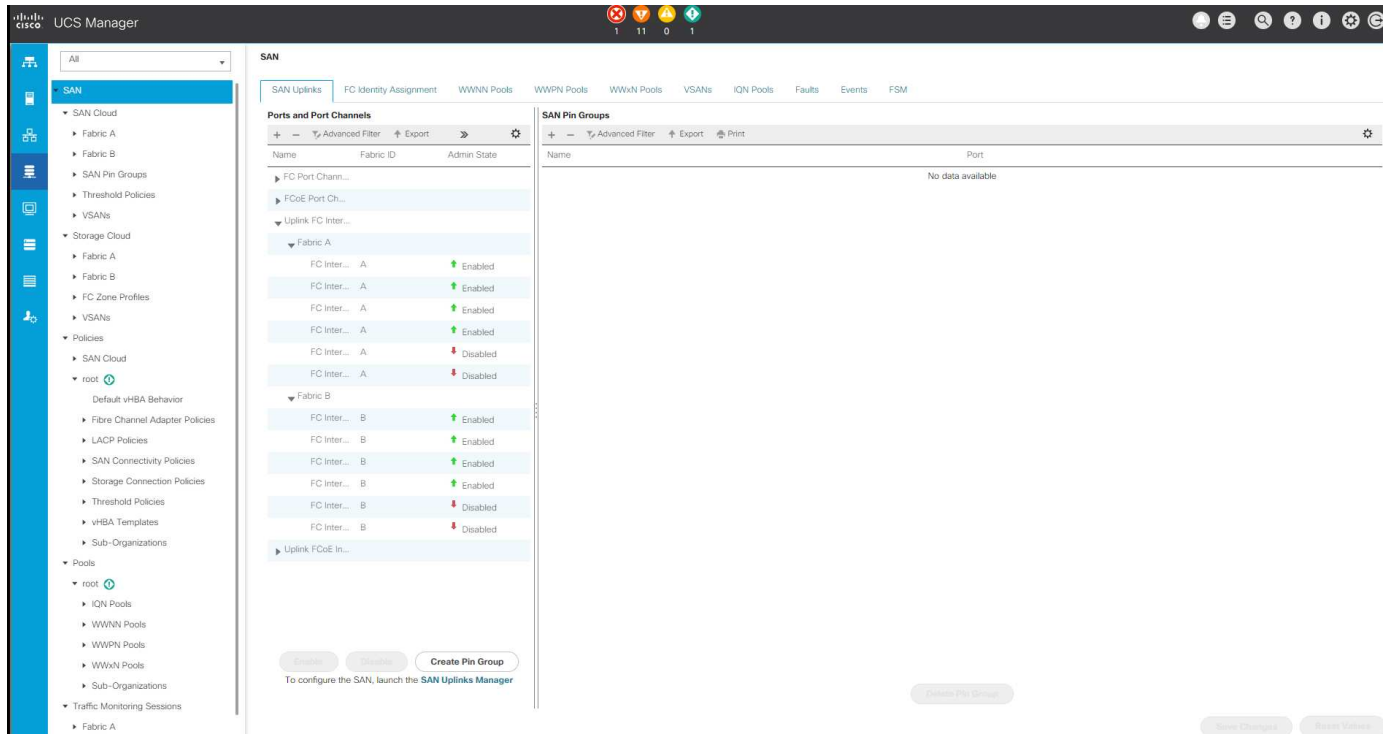 cisco UCS Manager
1 11 0 1
All
SAN
SAN Cloud
Fabric A
Fabric B
SAN Pin Groups
Threshold Policies
VSANs
Storage Cloud
Fabric A
Fabric B
FC Zone Profiles
VSANs
Policies
SAN Cloud
root
Default vHBA Behavior
Fibre Channel Adapter Policies
LACP Policies
SAN Connectivity Policies
Storage Connection Policies
Threshold Policies
vHBA Templates
Sub-Organizations
Pools
root
IQN Pools
WWNN Pools
WWPN Pools
WWxN Pools
Sub-Organizations
Traffic Monitoring Sessions
Fabric A
SAN
SAN Uplinks FC Identity Assignment WWNN Pools WWPN Pools WWxN Pools VSANs IQN Pools Faults Events FSM
Ports and Port Channels
+ − Advanced Filter Export »
Name Fabric ID Admin State
FC Port Chann...
FCoE Port Ch...
Uplink FC Inter...
Fabric A
FC Inter... A Enabled
FC Inter... A Enabled
FC Inter... A Enabled
FC Inter... A Enabled
FC Inter... A Disabled
FC Inter... A Disabled
Fabric B
FC Inter... B Enabled
FC Inter... B Enabled
FC Inter... B Enabled
FC Inter... B Enabled
FC Inter... B Disabled
FC Inter... B Disabled
Uplink FCoE In...
Enable Disable Create Pin Group
To configure the SAN, launch the SAN Uplinks Manager
SAN Pin Groups
+ − Advanced Filter Export Print
Name Port
No data available
Delete Pin Group
Save Changes Reset Values